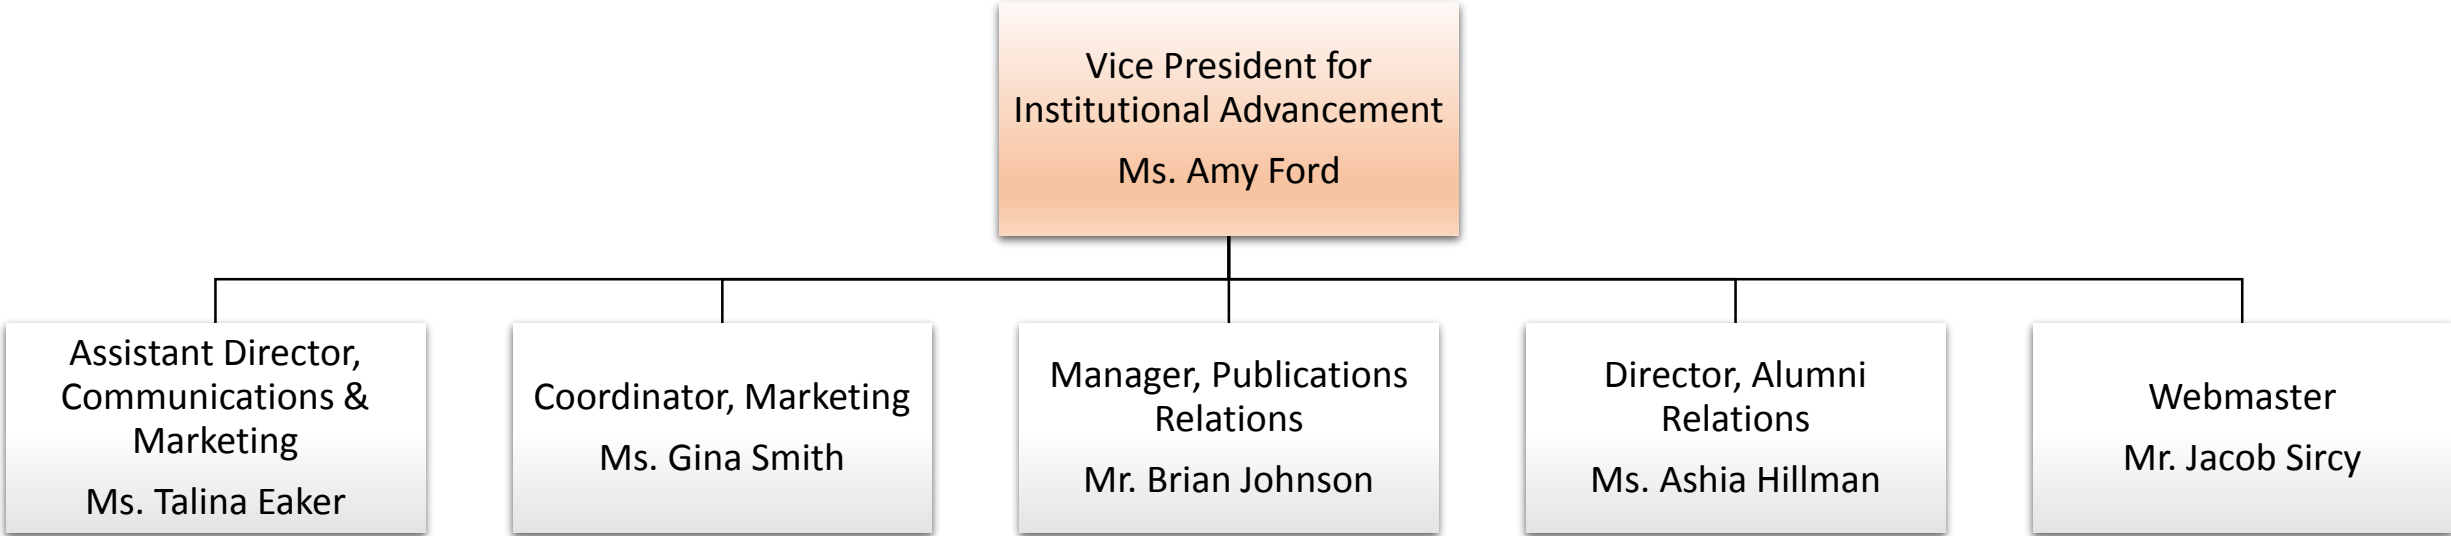 Vice President for
Institutional Advancement
Ms. Amy Ford
Assistant Director,
Communications &
Marketing
Ms. Talina Eaker
Coordinator, Marketing
Ms. Gina Smith
Manager, Publications
Relations
Mr. Brian Johnson
Director, Alumni
Relations
Ms. Ashia Hillman
Webmaster
Mr. Jacob Sircy